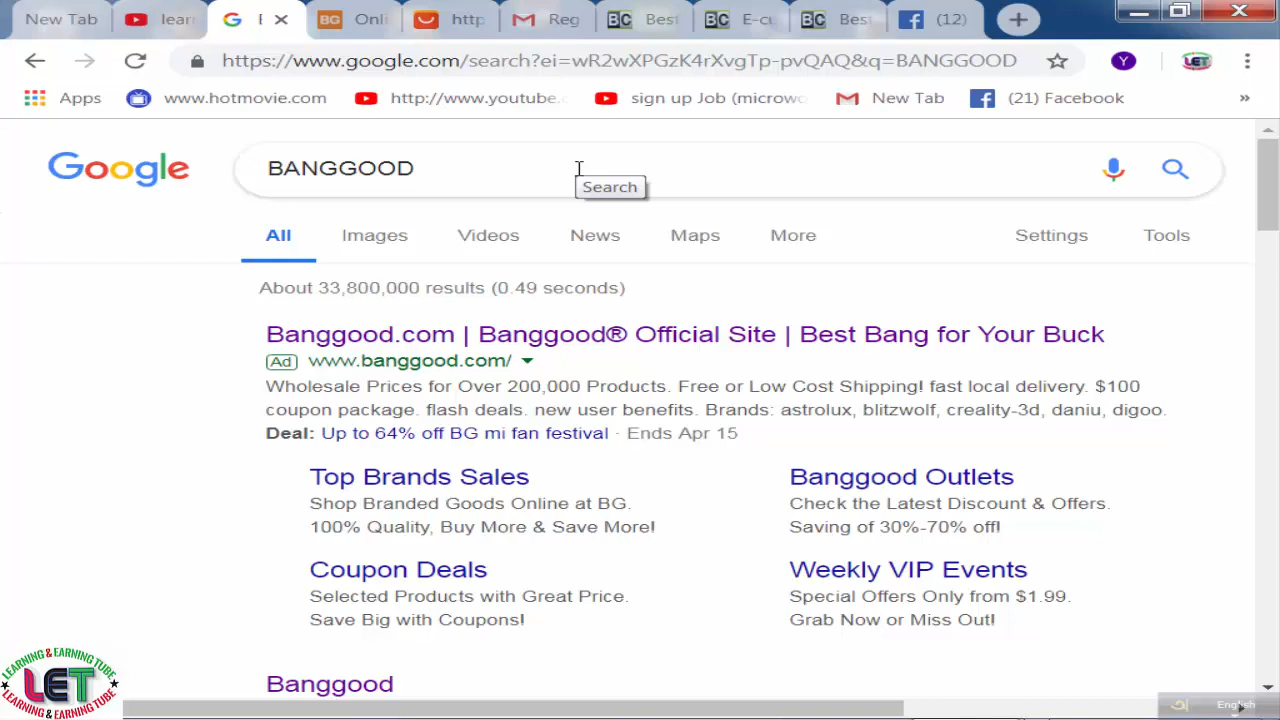 New Tab
lear
Onli
http
Reg
Best
E-cu
Bes
(12)
https://www.google.com/search?ei=wR2wXPGzK4rXvgTp-pvQAQ&q=BANGGOOD
Y
Apps
www.hotmovie.com
http://www.youtube.
sign up Job (microwo
New Tab
(21) Facebook
»
Google
BANGGOOD
Search
All
Images
Videos
News
Maps
More
Settings
Tools
About 33,800,000 results (0.49 seconds)
Banggood.com | Banggood® Official Site | Best Bang for Your Buck
Ad www.banggood.com/
Wholesale Prices for Over 200,000 Products. Free or Low Cost Shipping! fast local delivery. $100
coupon package. flash deals. new user benefits. Brands: astrolux, blitzwolf, creality-3d, daniu, digoo.
Deal: Up to 64% off BG mi fan festival · Ends Apr 15
Top Brands Sales
Shop Branded Goods Online at BG.
100% Quality, Buy More & Save More!
Banggood Outlets
Check the Latest Discount & Offers.
Saving of 30%-70% off!
Coupon Deals
Selected Products with Great Price.
Save Big with Coupons!
Weekly VIP Events
Special Offers Only from $1.99.
Grab Now or Miss Out!
Banggood
LEARNING & EARNING TUBE
LET
LEARNING & EARNING TUBE
English